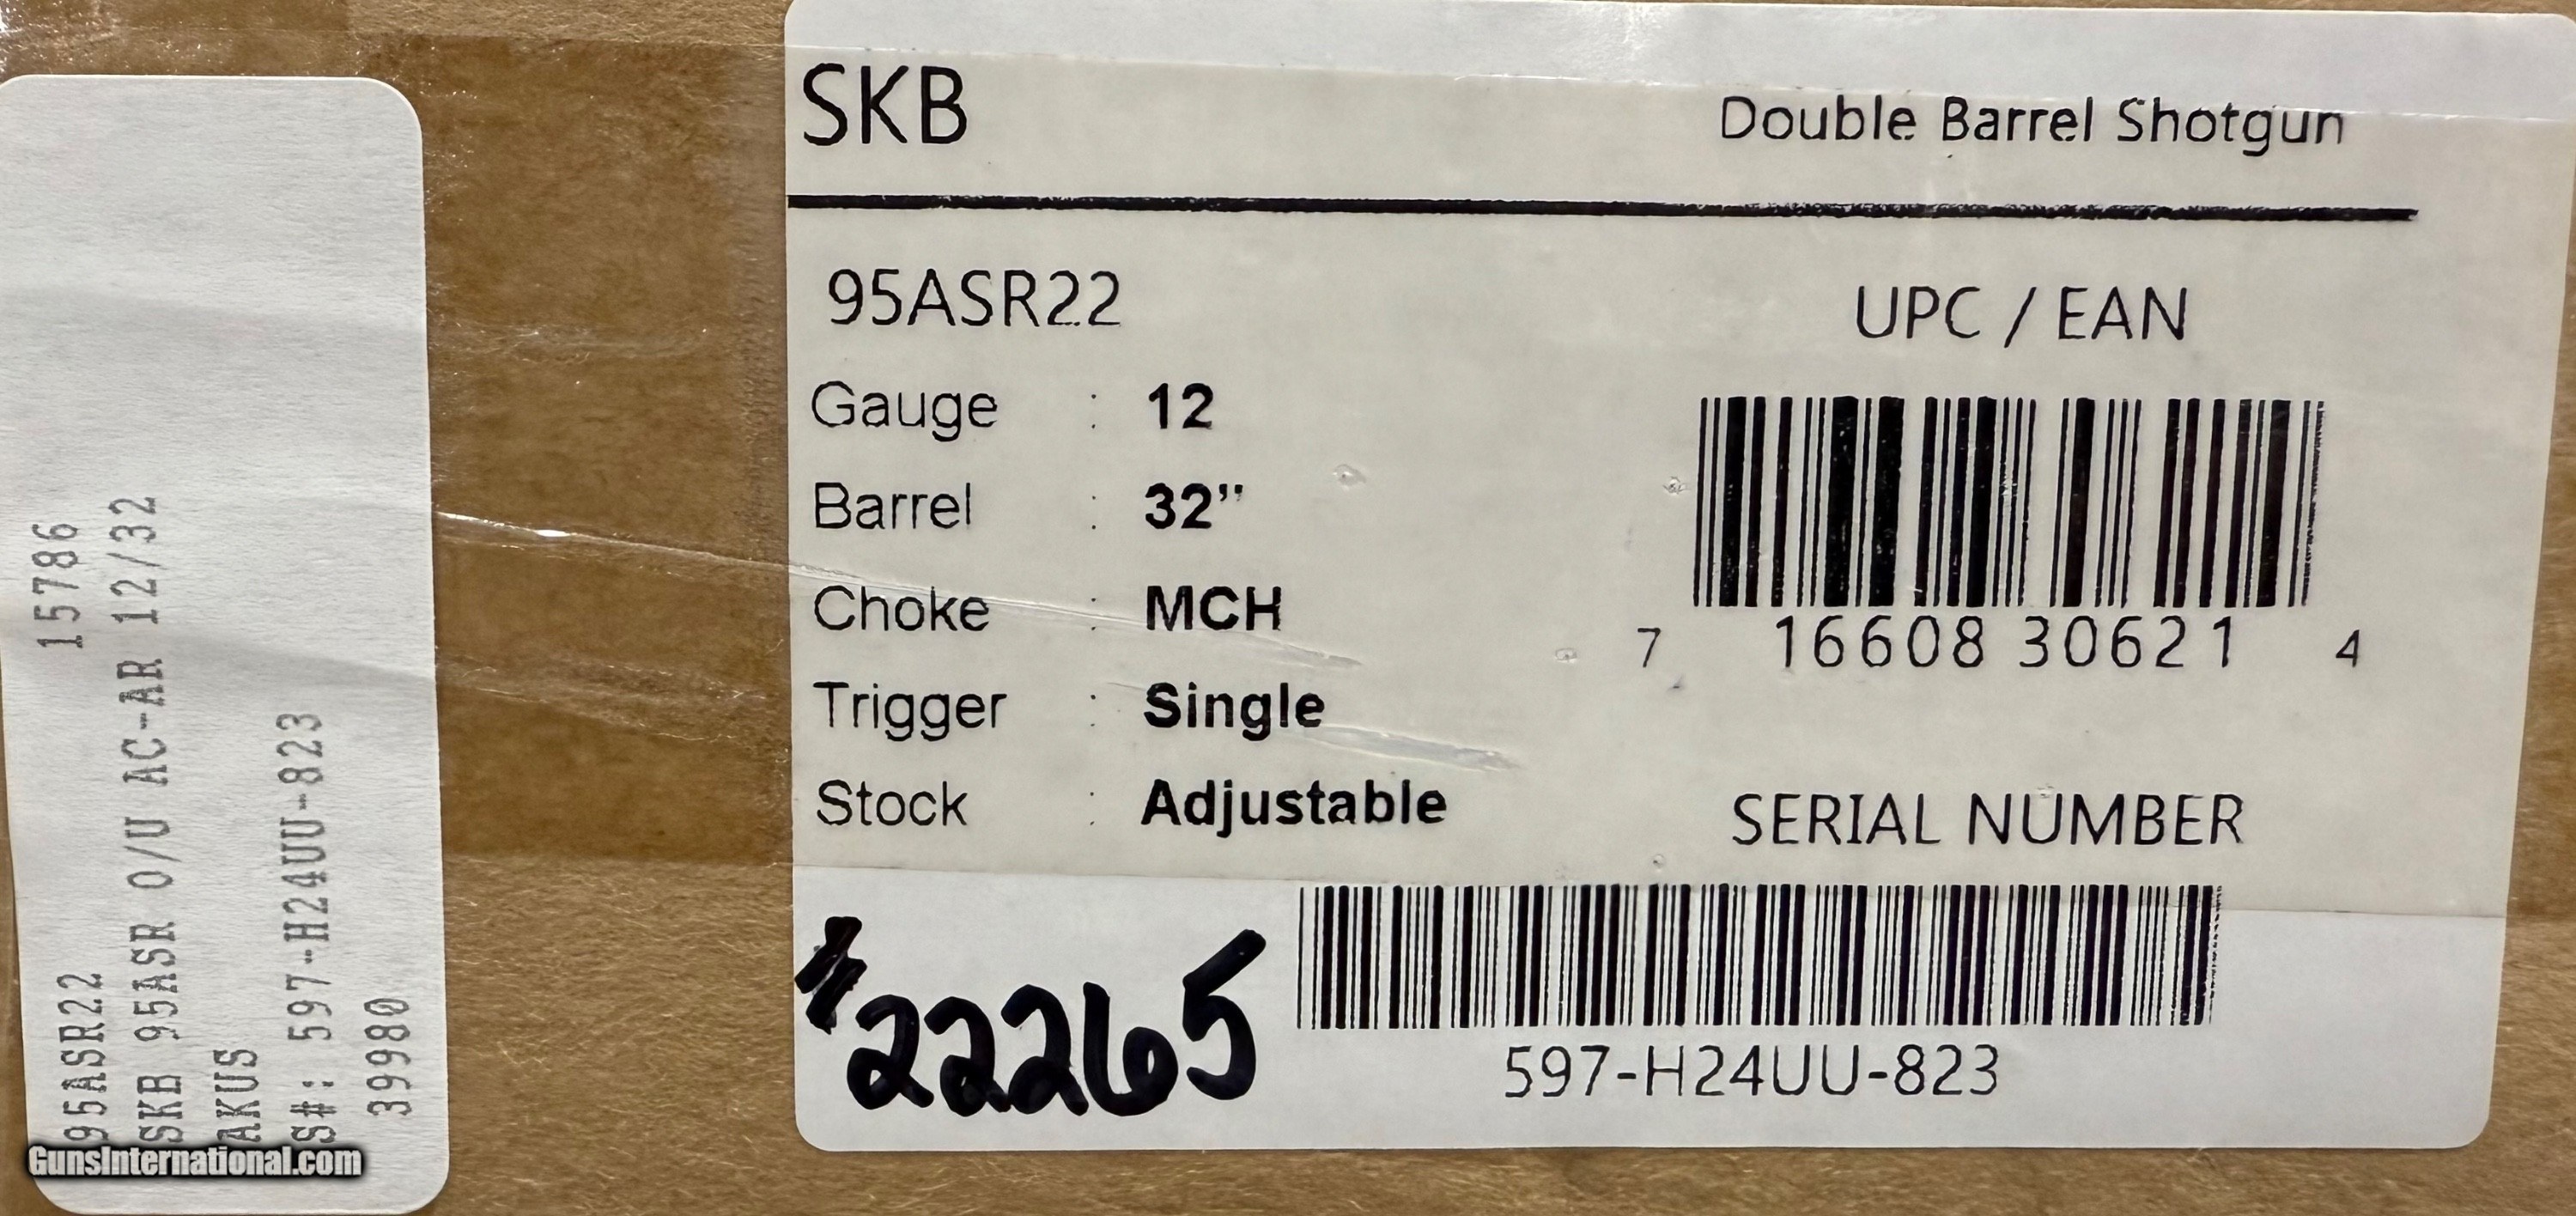 95ASR22 15786
SKB 95ASR O/U AC-AR 12/32
AKUS
S#: 597-H24UU-823
39980
GunsInternational.com
SKB Double Barrel Shotgun
95ASR22
Gauge : 12
Barrel : 32"
Choke : MCH
Trigger : Single
Stock : Adjustable
UPC / EAN
7 16608 30621 4
SERIAL NUMBER
597-H24UU-823
#22265